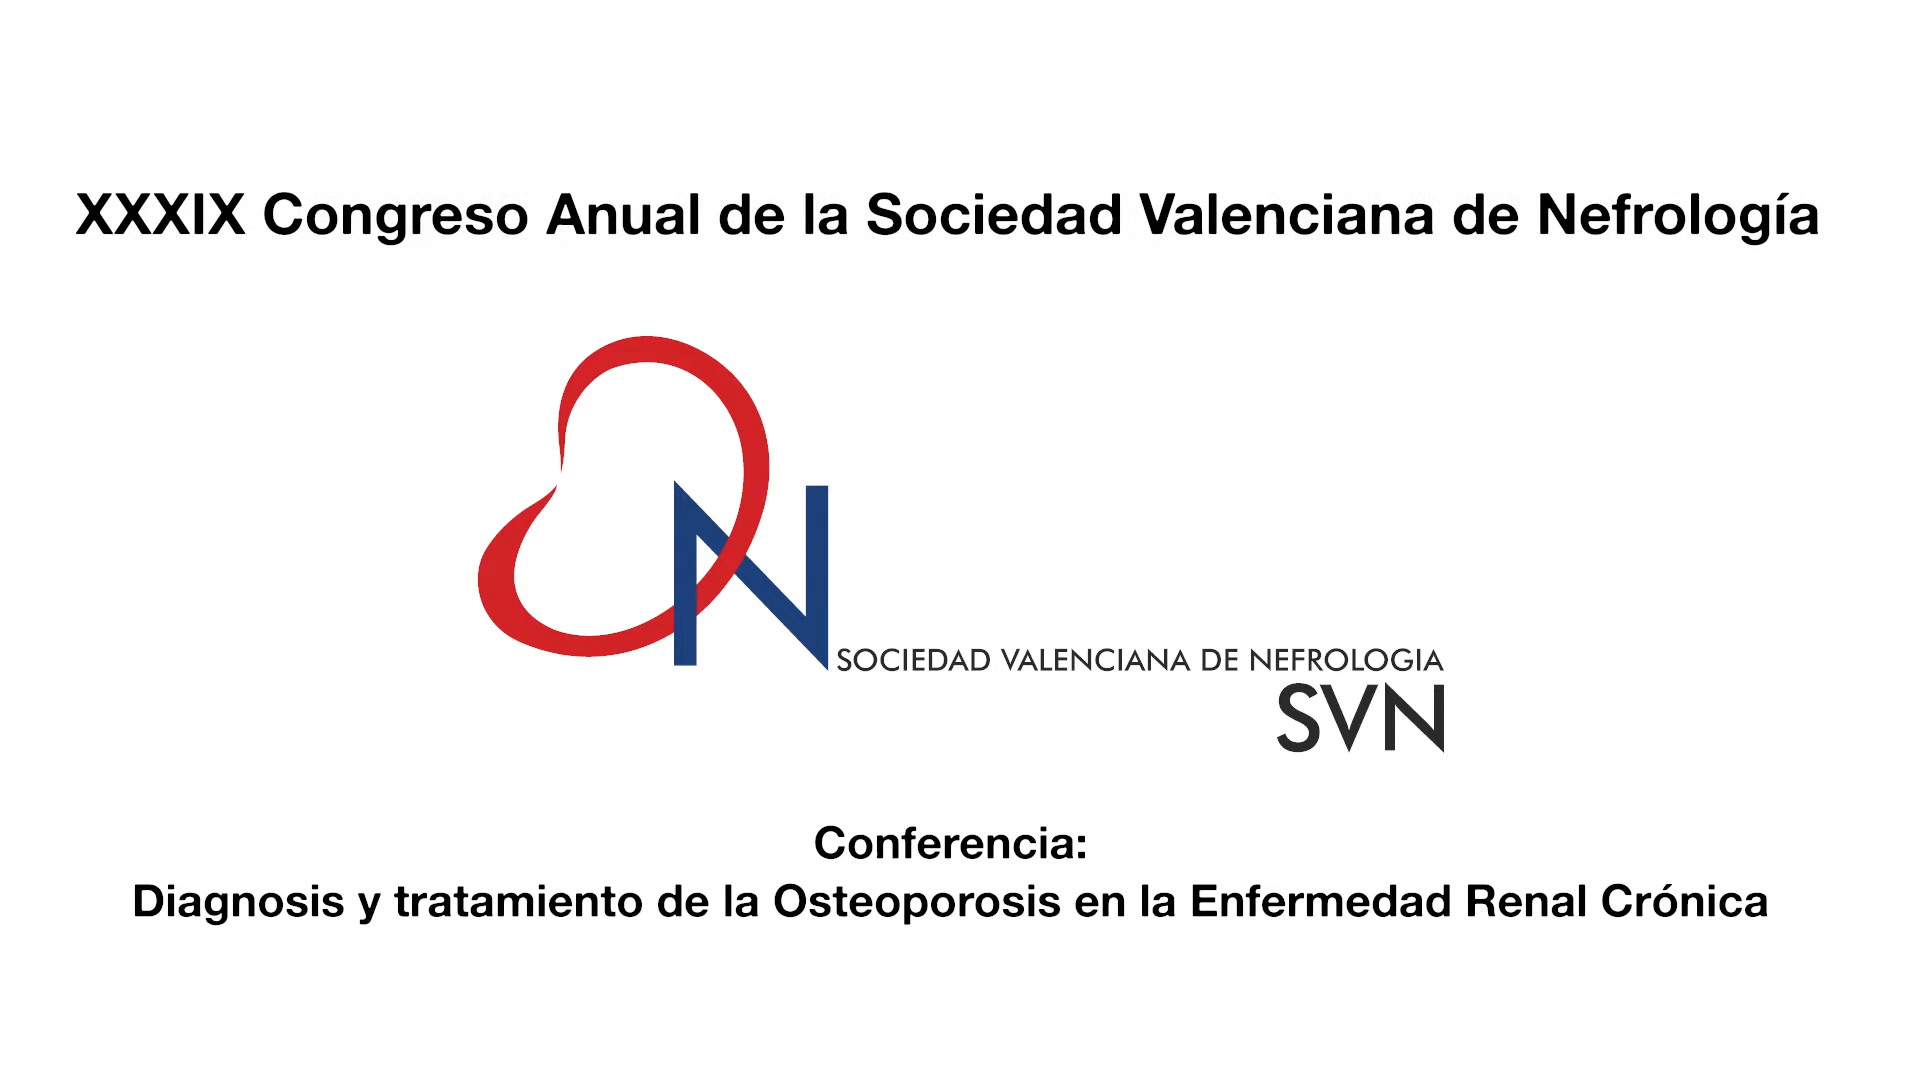 XXXIX Congreso Anual de la Sociedad Valenciana de Nefrología
N
SOCIEDAD VALENCIANA DE NEFROLOGIA
SVN
Conferencia:
Diagnosis y tratamiento de la Osteoporosis en la Enfermedad Renal Crónica